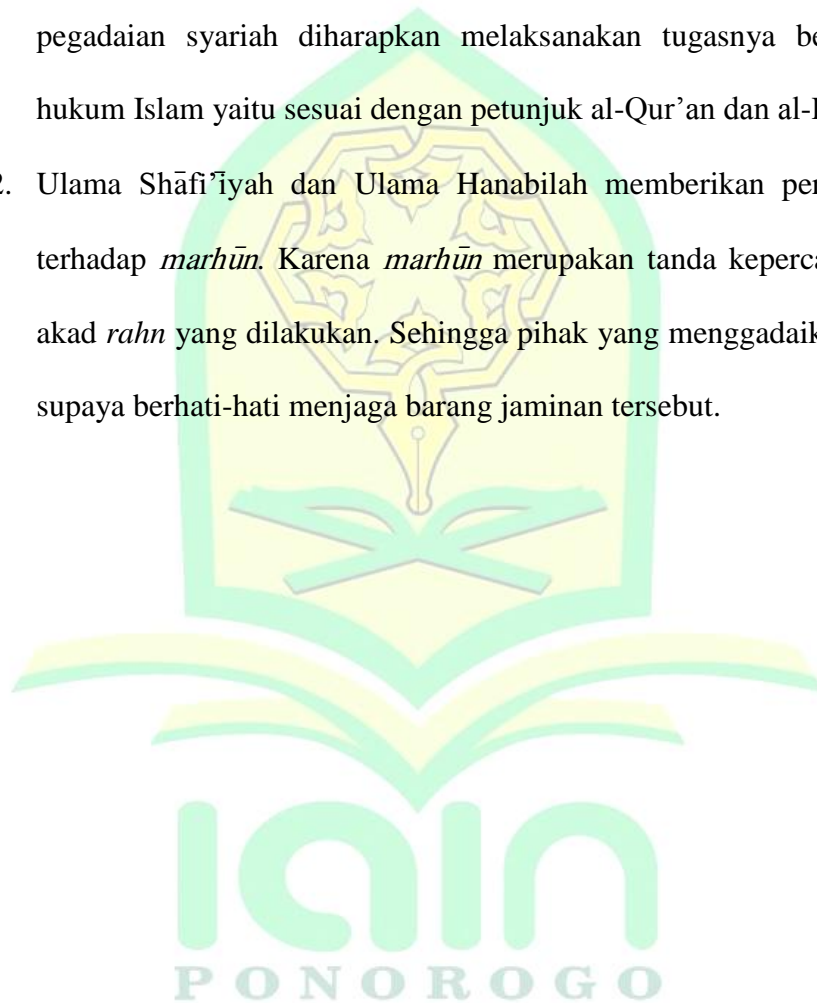 pegadaian syariah diharapkan melaksanakan tugasnya be
hukum Islam yaitu sesuai dengan petunjuk al-Qur’an dan al-
2. Ulama Shāfi’īyah dan Ulama Hanabilah memberikan per
terhadap marhūn. Karena marhūn merupakan tanda keperca
akad rahn yang dilakukan. Sehingga pihak yang menggadaik
supaya berhati-hati menjaga barang jaminan tersebut.
iain
PONOROGO